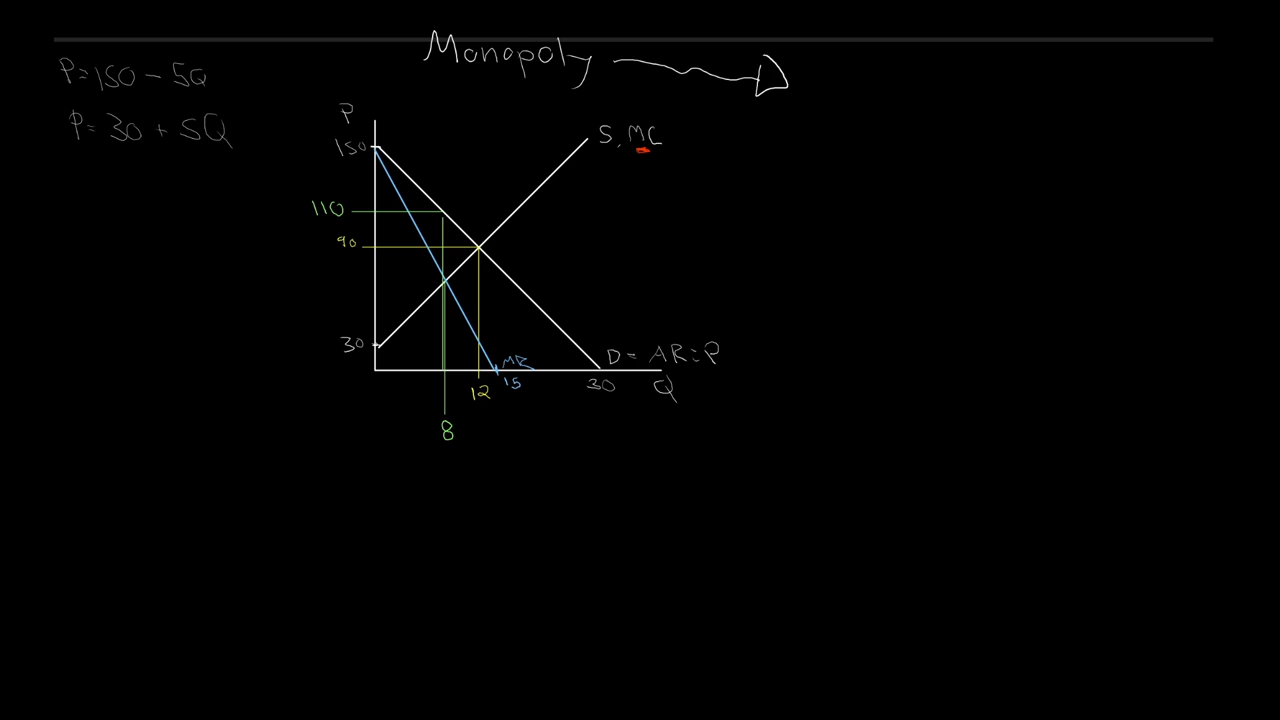 Monopoly
P=150-5Q
P=30+5Q
P
150
S, MC
110
90
30
MR
D=AR=P
15
12
30
Q
8